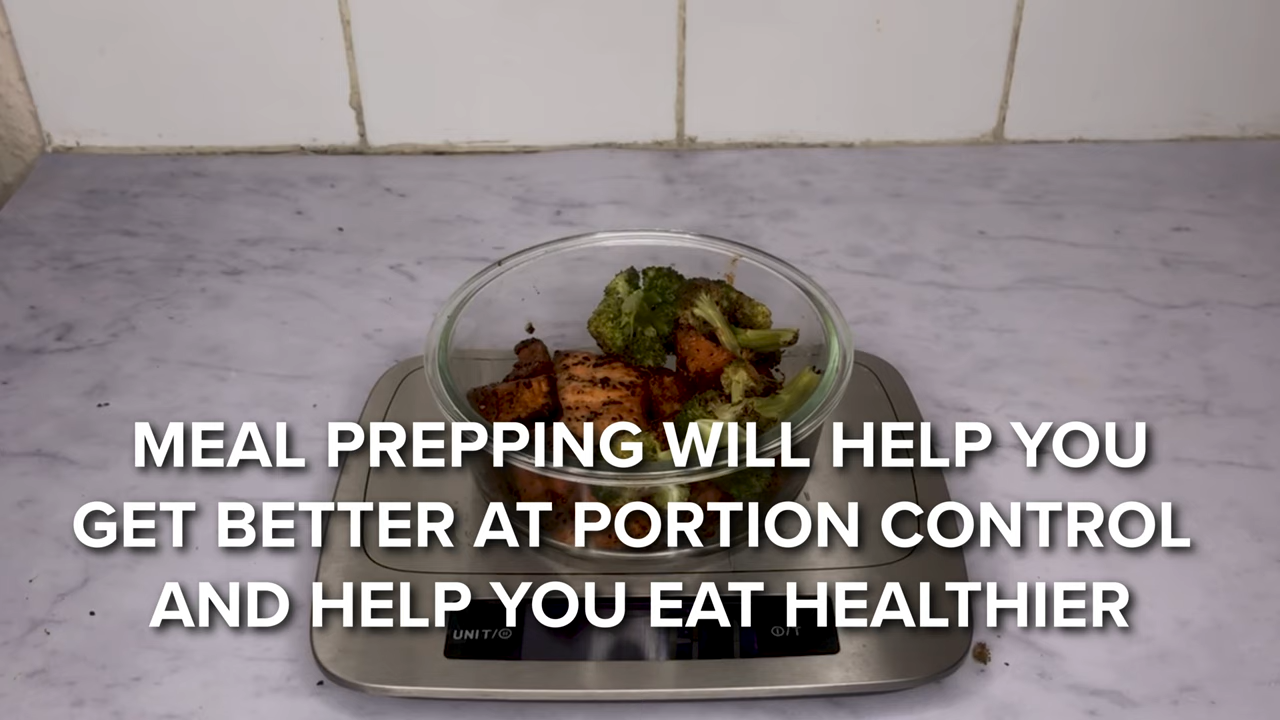 MEAL PREPPING WILL HELP YOU
GET BETTER AT PORTION CONTROL
AND HELP YOU EAT HEALTHIER
UNIT/